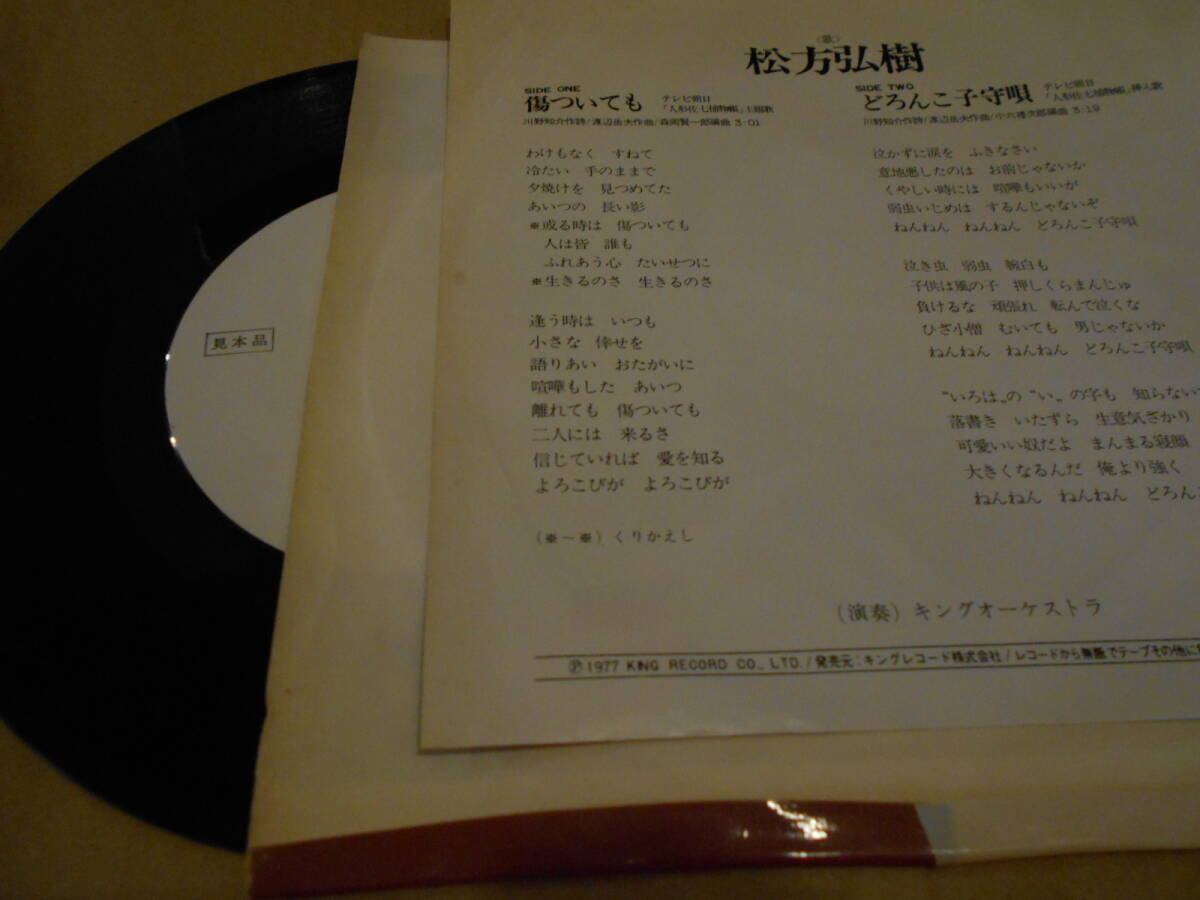 (歌)
松方弘樹
SIDE ONE
傷ついても テレビ朝日「人形佐七捕物帳」主題歌
川野知介作詩/渡辺岳夫作曲/森岡賢一郎編曲 3:01
わけもなく すねて
冷たい 手のままで
夕焼けを 見つめてた
あいつの 長い影
※或る時は 傷ついても
人は皆 誰も
ふれあう心 たいせつに
※生きるのさ 生きるのさ
逢う時は いつも
小さな 倖せを
語りあい おたがいに
喧嘩もした あいつ
離れても 傷ついても
二人には 来るさ
信じていれば 愛を知る
よろこびが よろこびが
(※〜※)くりかえし
SIDE TWO
どろんこ子守唄 テレビ朝日「人形佐七捕物帳」挿入歌
川野知介作詩/渡辺岳夫作曲/小六禮次郎編曲 3:19
泣かずに涙を ふきなさい
意地悪したのは お前じゃないか
くやしい時には 喧嘩もいいが
弱虫いじめは するんじゃないぞ
ねんねん ねんねん どろんこ子守唄
泣き虫 弱虫 腕白も
子供は風の子 押しくらまんじゅ
負けるな 頑張れ 転んで泣くな
ひざ小僧 むいても 男じゃないか
ねんねん ねんねん どろんこ子守唄
“いろは„の“い„の字も 知らない
落書き いたずら 生意気ざかり
可愛いい奴だよ まんまる寝顔
大きくなるんだ 俺より強く
ねんねん ねんねん どろん
(演奏)キングオーケストラ
Ⓟ1977 KING RECORD CO., LTD./発売元:キングレコード株式会社/レコードから無断でテープその他に
見本品